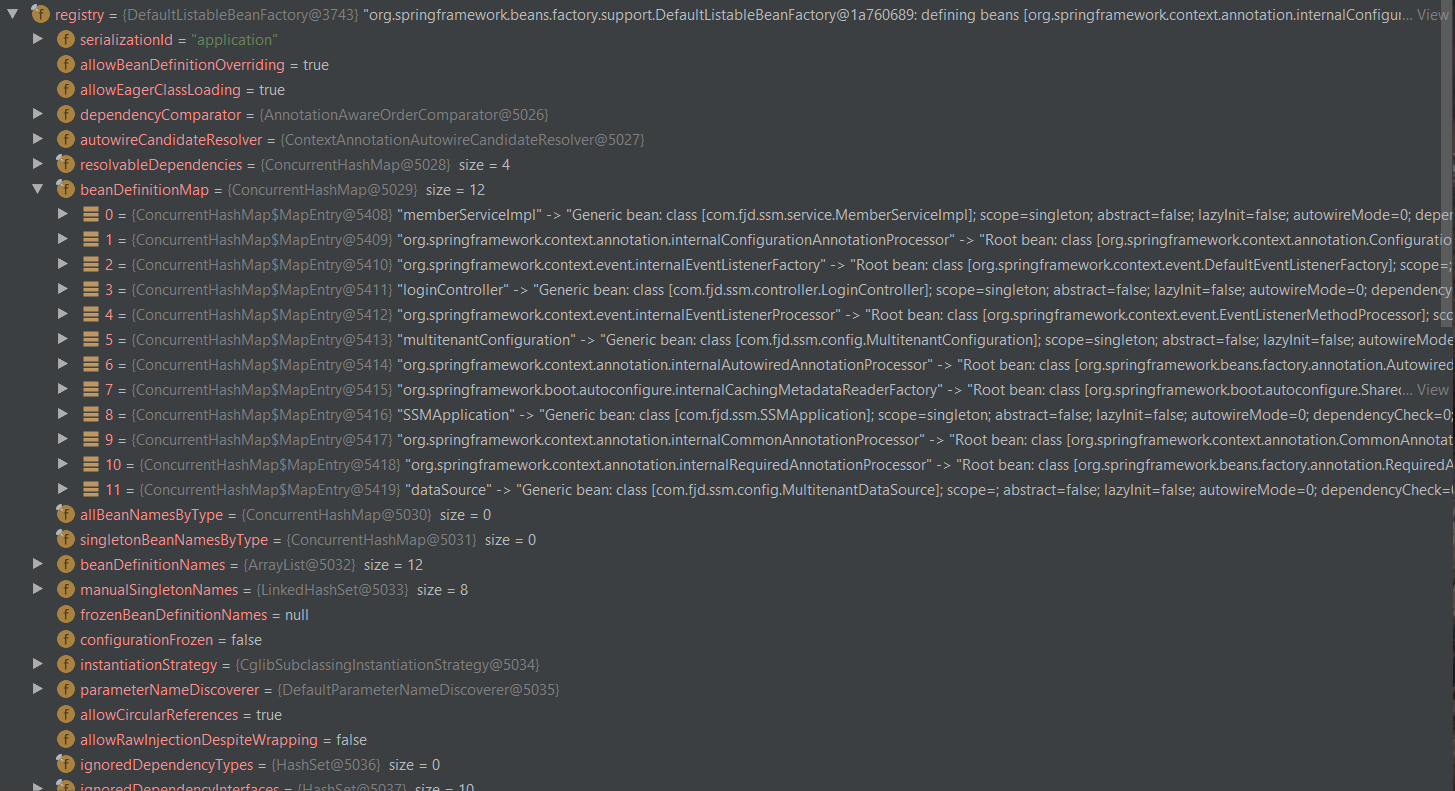 registry = {DefaultListableBeanFactory@3743} "org.springframework.beans.factory.support.DefaultListableBeanFactory@1a760689: defining beans [org.springframework.context.annotation.internalConfigur... View
serializationId = "application"
allowBeanDefinitionOverriding = true
allowEagerClassLoading = true
dependencyComparator = {AnnotationAwareOrderComparator@5026}
autowireCandidateResolver = {ContextAnnotationAutowireCandidateResolver@5027}
resolvableDependencies = {ConcurrentHashMap@5028} size = 4
beanDefinitionMap = {ConcurrentHashMap@5029} size = 12
0 = {ConcurrentHashMap$MapEntry@5408} "memberServiceImpl" -> "Generic bean: class [com.fjd.ssm.service.MemberServiceImpl]; scope=singleton; abstract=false; lazyInit=false; autowireMode=0; depen
1 = {ConcurrentHashMap$MapEntry@5409} "org.springframework.context.annotation.internalConfigurationAnnotationProcessor" -> "Root bean: class [org.springframework.context.annotation.Configuratio
2 = {ConcurrentHashMap$MapEntry@5410} "org.springframework.context.event.internalEventListenerFactory" -> "Root bean: class [org.springframework.context.event.DefaultEventListenerFactory]; scope=;
3 = {ConcurrentHashMap$MapEntry@5411} "loginController" -> "Generic bean: class [com.fjd.ssm.controller.LoginController]; scope=singleton; abstract=false; lazyInit=false; autowireMode=0; dependency
4 = {ConcurrentHashMap$MapEntry@5412} "org.springframework.context.event.internalEventListenerProcessor" -> "Root bean: class [org.springframework.context.event.EventListenerMethodProcessor]; sco
5 = {ConcurrentHashMap$MapEntry@5413} "multitenantConfiguration" -> "Generic bean: class [com.fjd.ssm.config.MultitenantConfiguration]; scope=singleton; abstract=false; lazyInit=false; autowireMode
6 = {ConcurrentHashMap$MapEntry@5414} "org.springframework.context.annotation.internalAutowiredAnnotationProcessor" -> "Root bean: class [org.springframework.beans.factory.annotation.Autowired
7 = {ConcurrentHashMap$MapEntry@5415} "org.springframework.boot.autoconfigure.internalCachingMetadataReaderFactory" -> "Root bean: class [org.springframework.boot.autoconfigure.Share... View
8 = {ConcurrentHashMap$MapEntry@5416} "SSMApplication" -> "Generic bean: class [com.fjd.ssm.SSMApplication]; scope=singleton; abstract=false; lazyInit=false; autowireMode=0; dependencyCheck=0;
9 = {ConcurrentHashMap$MapEntry@5417} "org.springframework.context.annotation.internalCommonAnnotationProcessor" -> "Root bean: class [org.springframework.context.annotation.CommonAnnotat
10 = {ConcurrentHashMap$MapEntry@5418} "org.springframework.context.annotation.internalRequiredAnnotationProcessor" -> "Root bean: class [org.springframework.beans.factory.annotation.RequiredA
11 = {ConcurrentHashMap$MapEntry@5419} "dataSource" -> "Generic bean: class [com.fjd.ssm.config.MultitenantDataSource]; scope=; abstract=false; lazyInit=false; autowireMode=0; dependencyCheck=
allBeanNamesByType = {ConcurrentHashMap@5030} size = 0
singletonBeanNamesByType = {ConcurrentHashMap@5031} size = 0
beanDefinitionNames = {ArrayList@5032} size = 12
manualSingletonNames = {LinkedHashSet@5033} size = 8
frozenBeanDefinitionNames = null
configurationFrozen = false
instantiationStrategy = {CglibSubclassingInstantiationStrategy@5034}
parameterNameDiscoverer = {DefaultParameterNameDiscoverer@5035}
allowCircularReferences = true
allowRawInjectionDespiteWrapping = false
ignoredDependencyTypes = {HashSet@5036} size = 0
ignoredDependencyInterfaces = {HashSet@5037} size = 10